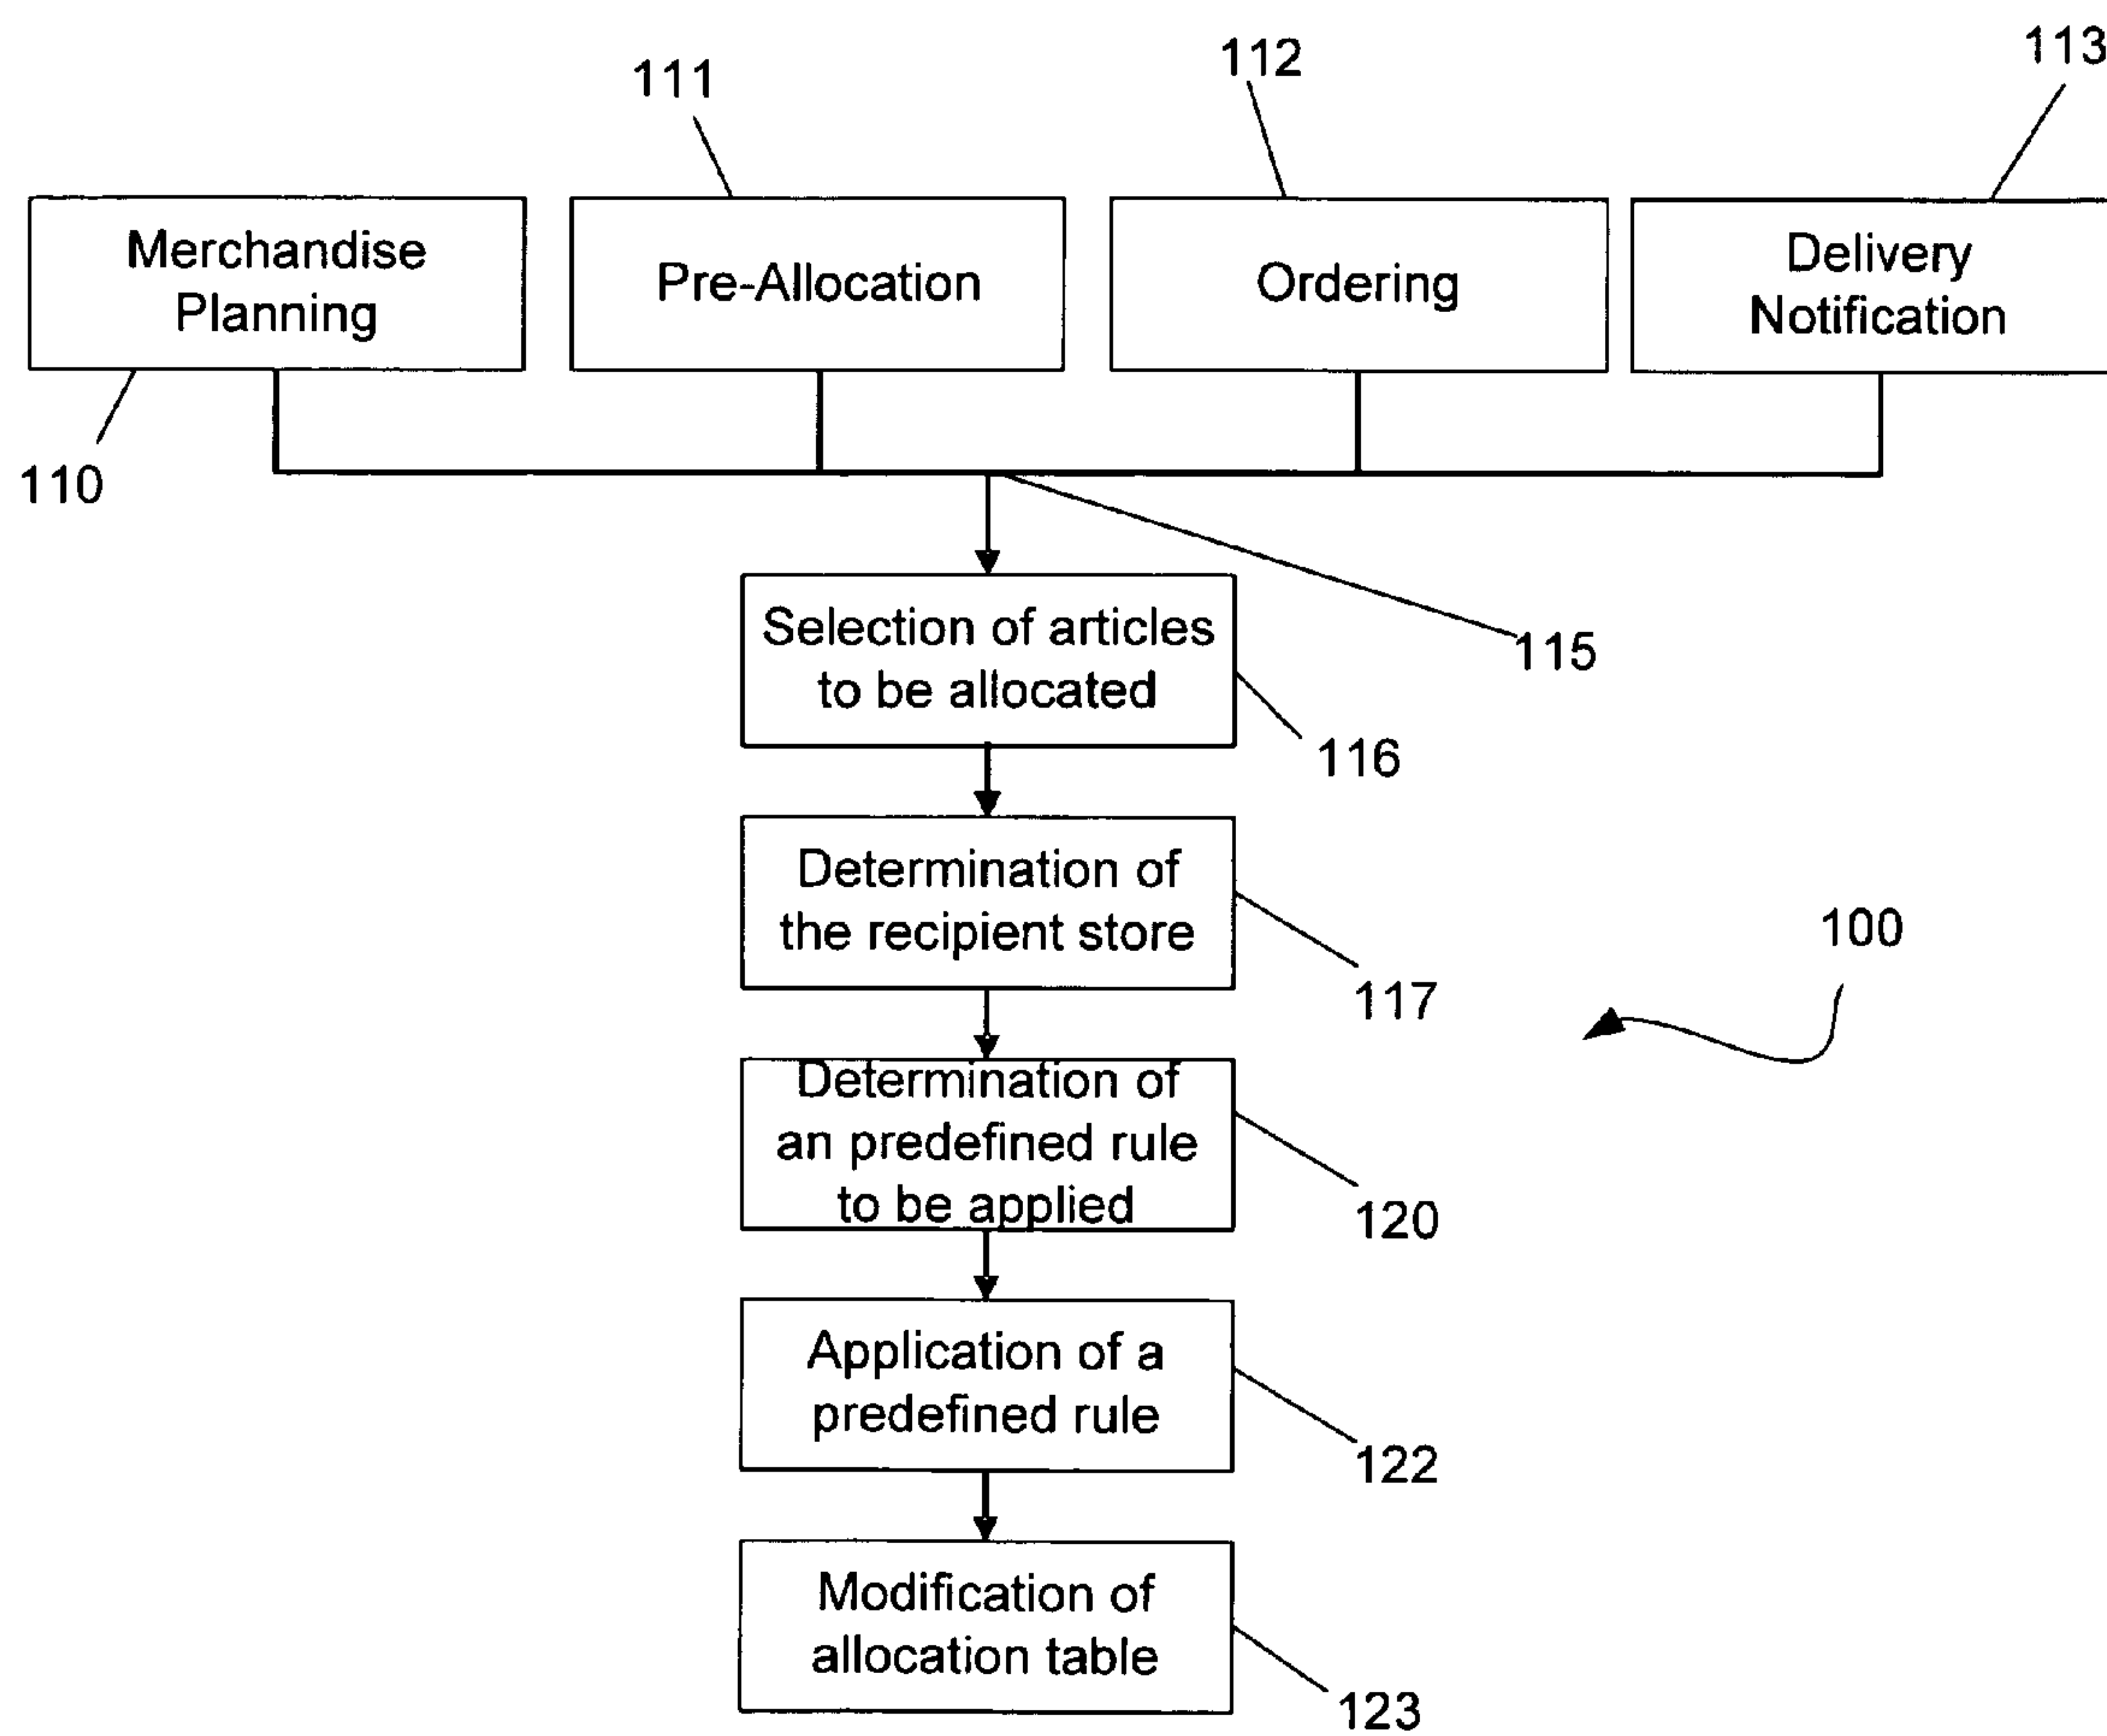 111
112
113
Merchandise
Planning
Pre-Allocation
Ordering
Delivery
Notification
110
115
Selection of articles
to be allocated
116
Determination of
the recipient store
117
100
Determination of
an predefined rule
to be applied
120
Application of a
predefined rule
122
Modification of
allocation table
123